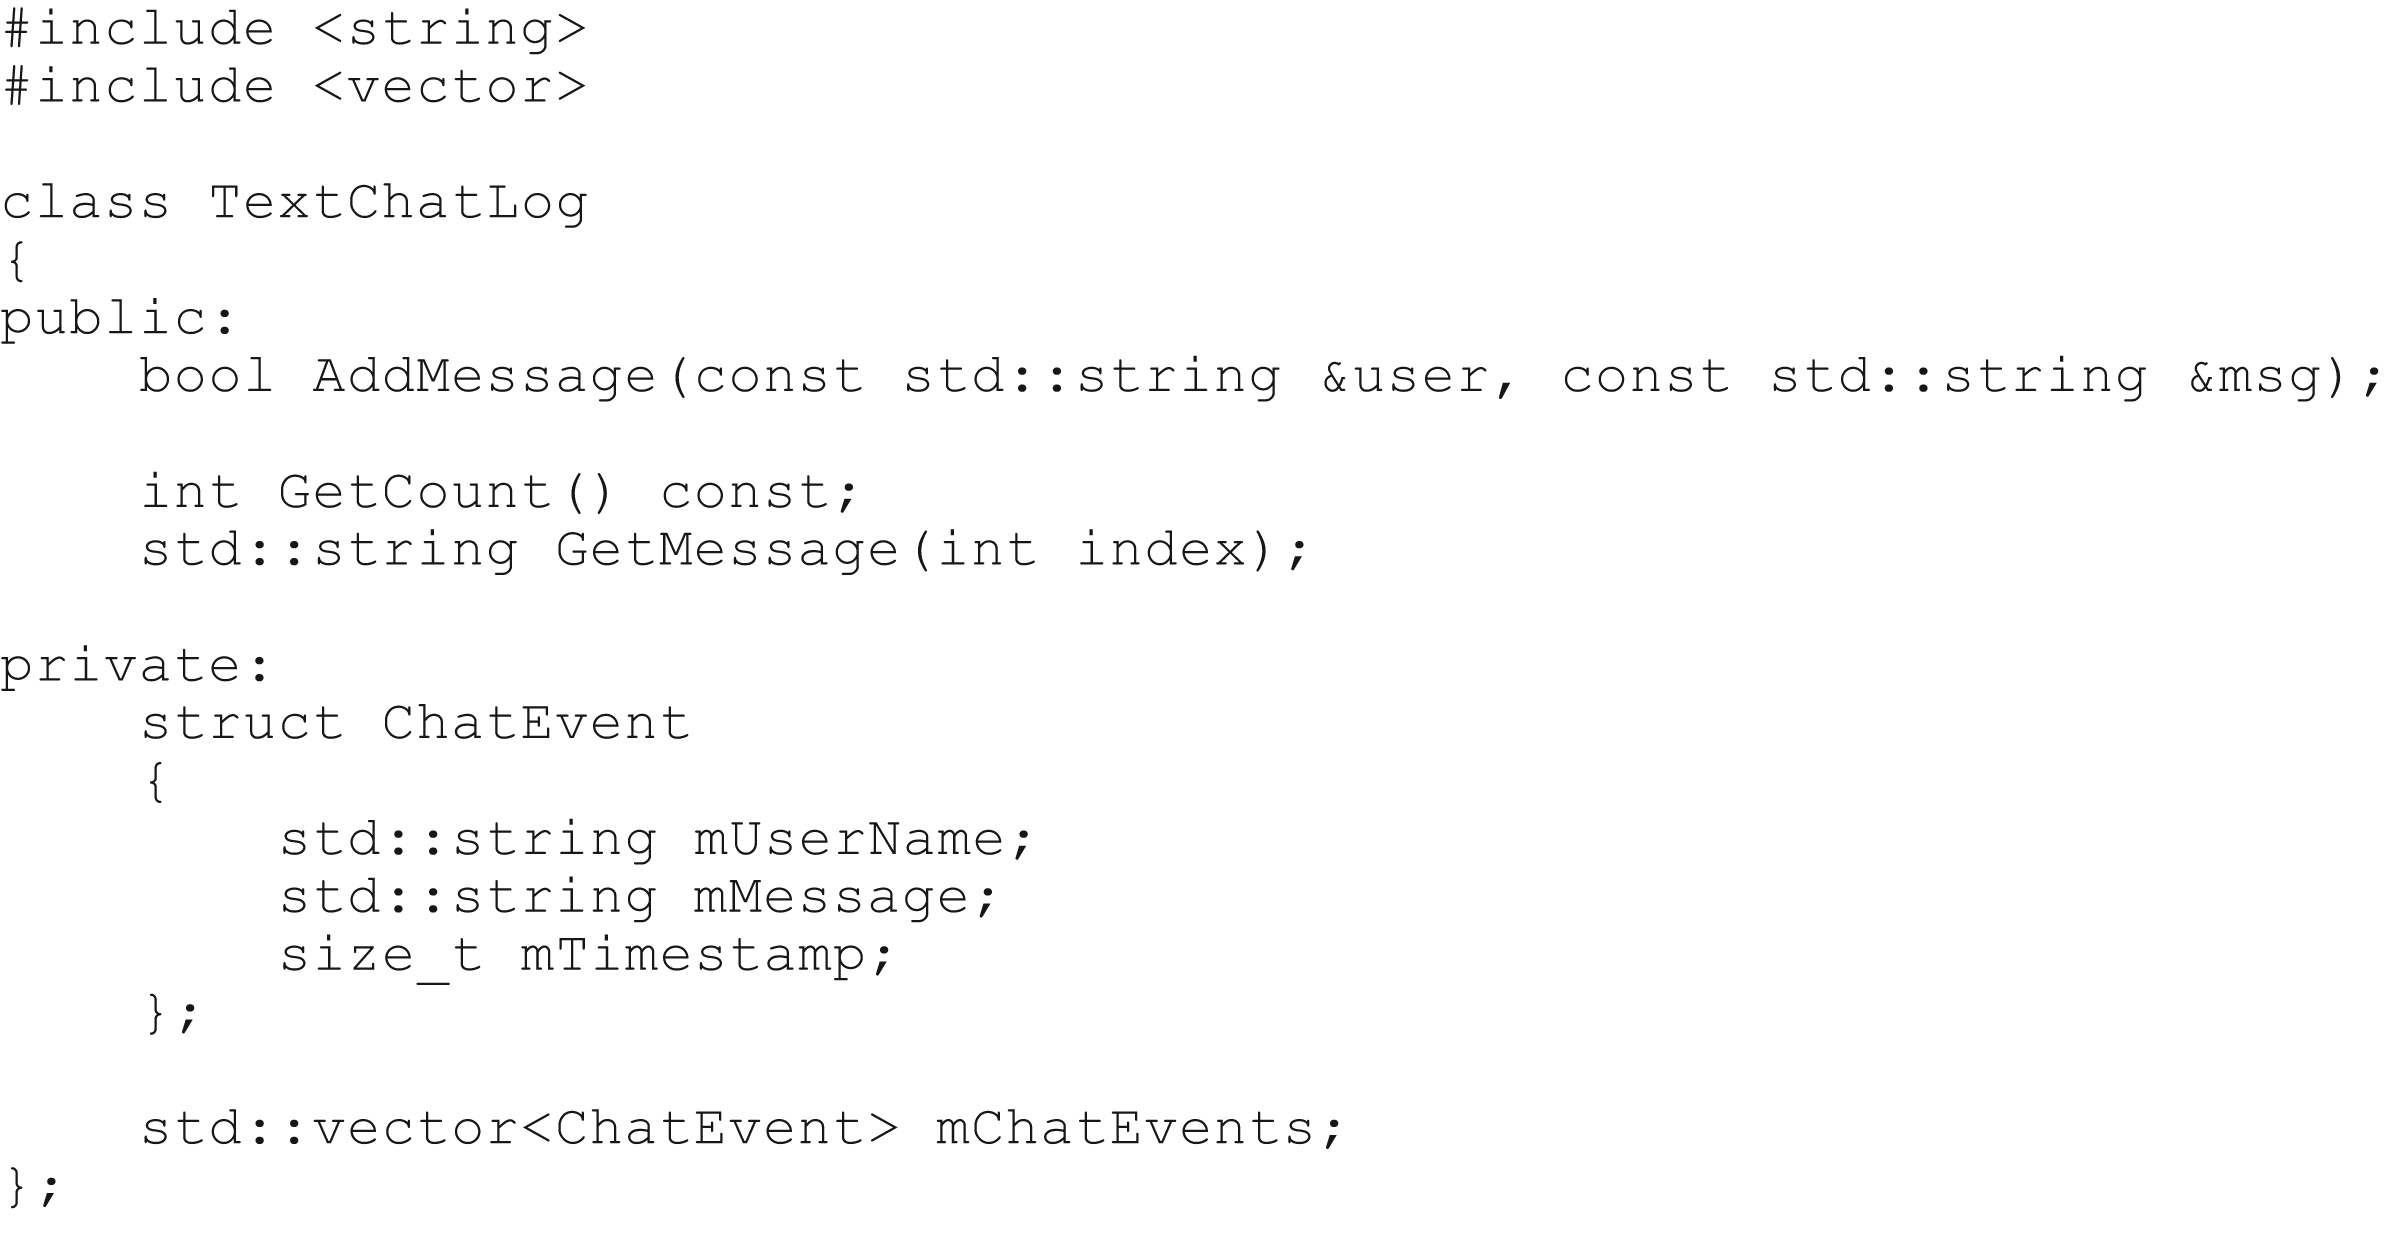 #include <string>
#include <vector>

class TextChatLog
{
public:
    bool AddMessage(const std::string &user, const std::string &msg);

    int GetCount() const;
    std::string GetMessage(int index);

private:
    struct ChatEvent
    {
        std::string mUserName;
        std::string mMessage;
        size_t mTimestamp;
    };

    std::vector<ChatEvent> mChatEvents;
};